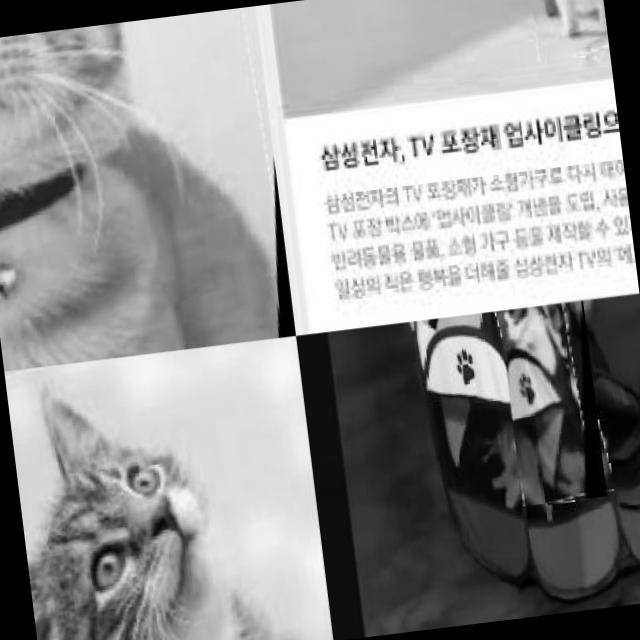 삼성전자, TV 포장재 업사이클링으
삼성전자의 TV 포장재가 소형가구로 다시 태어
TV 포장 박스에 업사이클링 개념을 도입,
반려동물용 물품, 소형 가구 등을 제작할 수 있
일상의 작은 행복을 더해줄 삼성전자 TV의